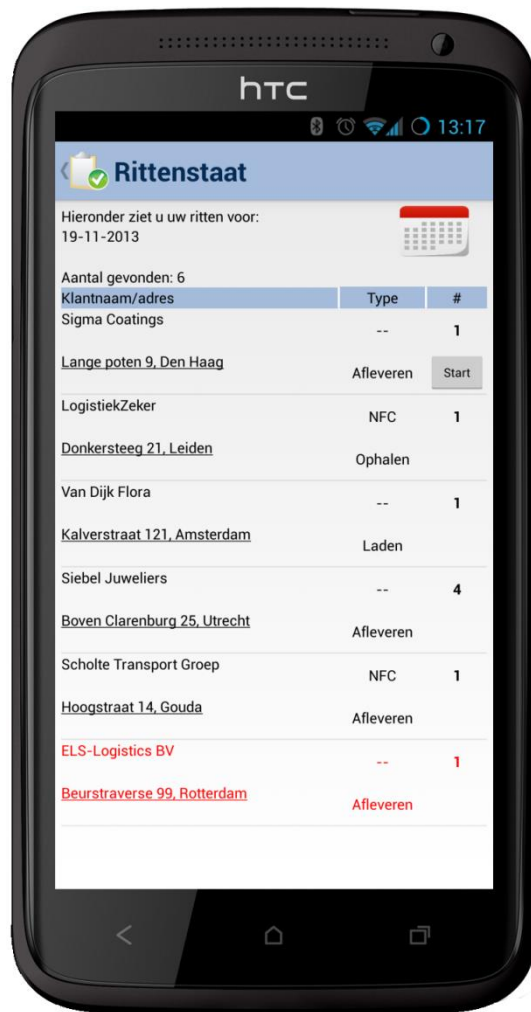 hTC
13:17
Rittenstaat
Hieronder ziet u uw ritten voor:
19-11-2013
Aantal gevonden: 6
Klantnaam/adres Type #
Sigma Coatings -- 1
Lange poten 9, Den Haag Afleveren Start
LogistiekZeker NFC 1
Donkersteeg 21, Leiden Ophalen
Van Dijk Flora -- 1
Kalverstraat 121, Amsterdam Laden
Siebel Juweliers -- 4
Boven Clarenburg 25, Utrecht Afleveren
Scholte Transport Groep NFC 1
Hoogstraat 14, Gouda Afleveren
ELS-Logistics BV -- 1
Beurstraverse 99, Rotterdam Afleveren